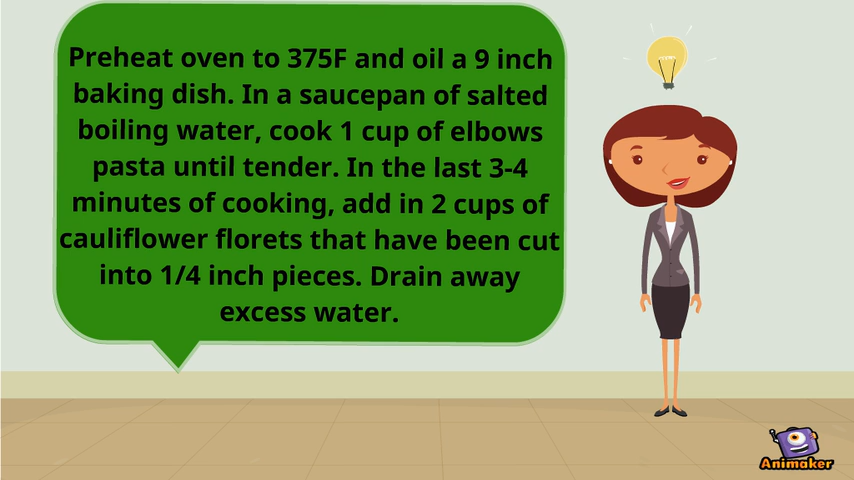 Preheat oven to 375F and oil a 9 inch
baking dish. In a saucepan of salted
boiling water, cook 1 cup of elbows
pasta until tender. In the last 3-4
minutes of cooking, add in 2 cups of
cauliflower florets that have been cut
into 1/4 inch pieces. Drain away
excess water.
Animaker